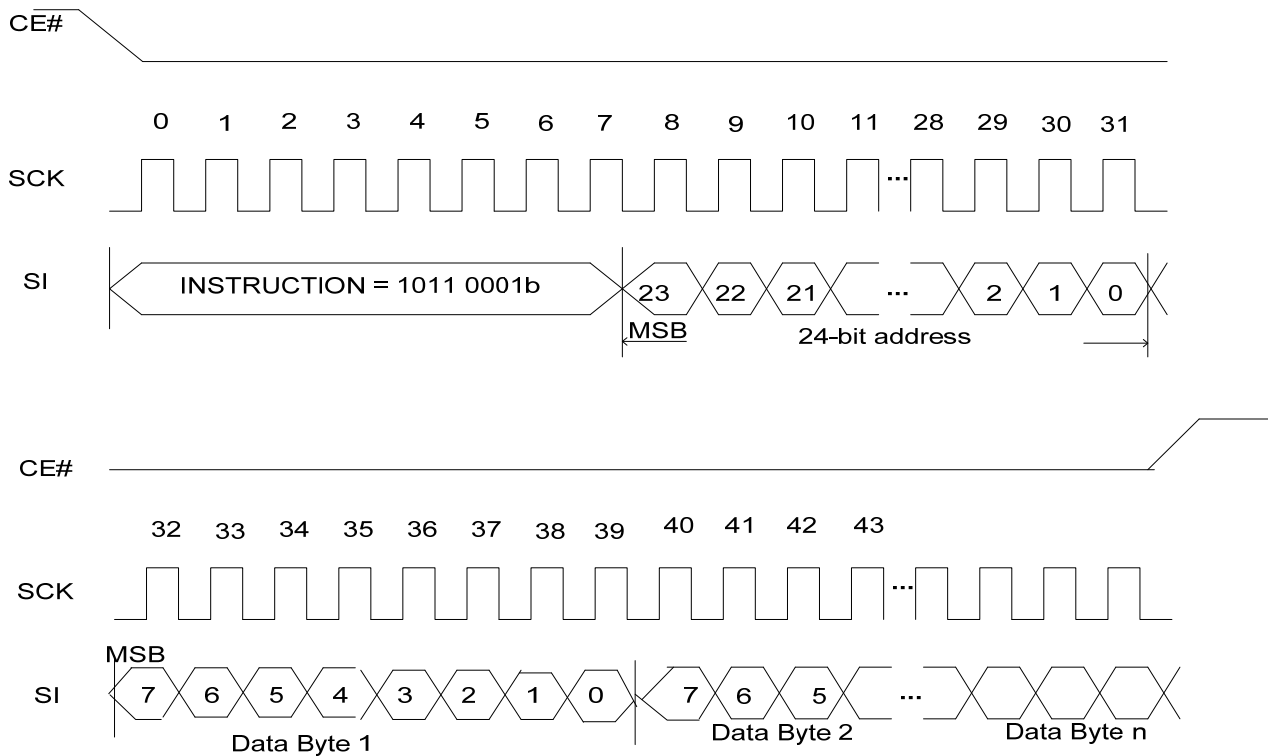 CE#
0 1 2 3 4 5 6 7 8 9 10 11 28 29 30 31
SCK ...
SI INSTRUCTION = 1011 0001b 23 22 21 ... 2 1 0
MSB 24-bit address
CE#
32 33 34 35 36 37 38 39 40 41 42 43
SCK ...
MSB
SI 7 6 5 4 3 2 1 0 7 6 5 ...
Data Byte 1 Data Byte 2 Data Byte n